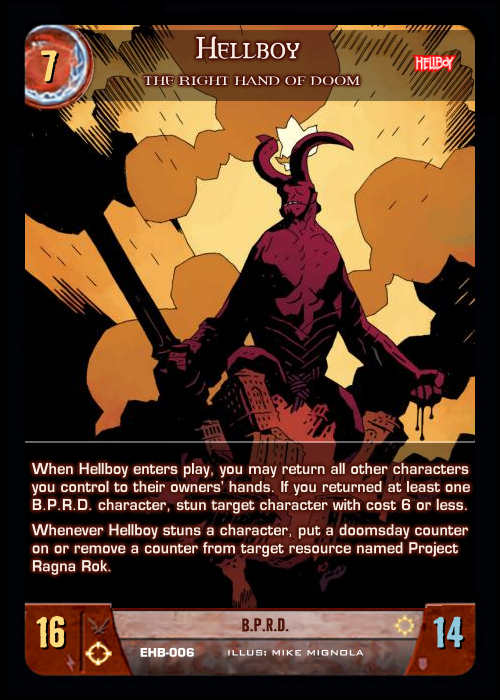 7
HELLBOY
HELLBOY
THE RIGHT HAND OF DOOM
When Hellboy enters play, you may return all other characters
you control to their owners' hands. If you returned at least one
B.P.R.D. character, stun target character with cost 6 or less.
Whenever Hellboy stuns a character, put a doomsday counter
on or remove a counter from target resource named Project
Ragna Rok.
16
B.P.R.D.
14
EHB-006
ILLUS: MIKE MIGNOLA